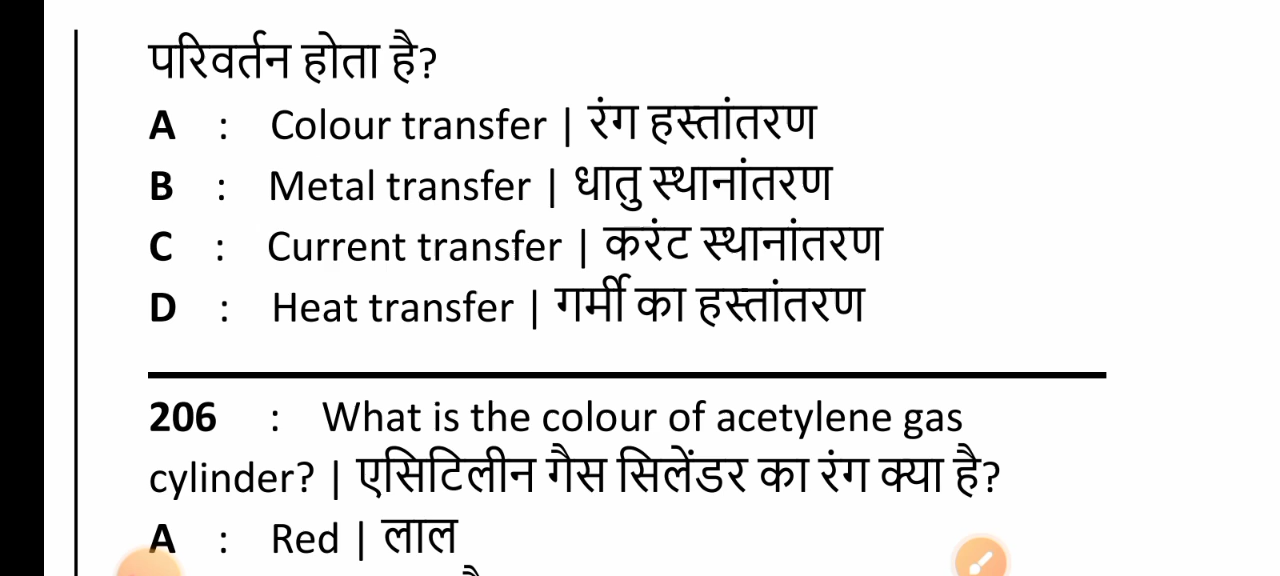 परिवर्तन होता है?
A : Colour transfer | रंग हस्तांतरण
B : Metal transfer | धातु स्थानांतरण
C : Current transfer | करंट स्थानांतरण
D : Heat transfer | गर्मी का हस्तांतरण
206 : What is the colour of acetylene gas
cylinder? | एसिटिलीन गैस सिलेंडर का रंग क्या है?
A : Red | लाल